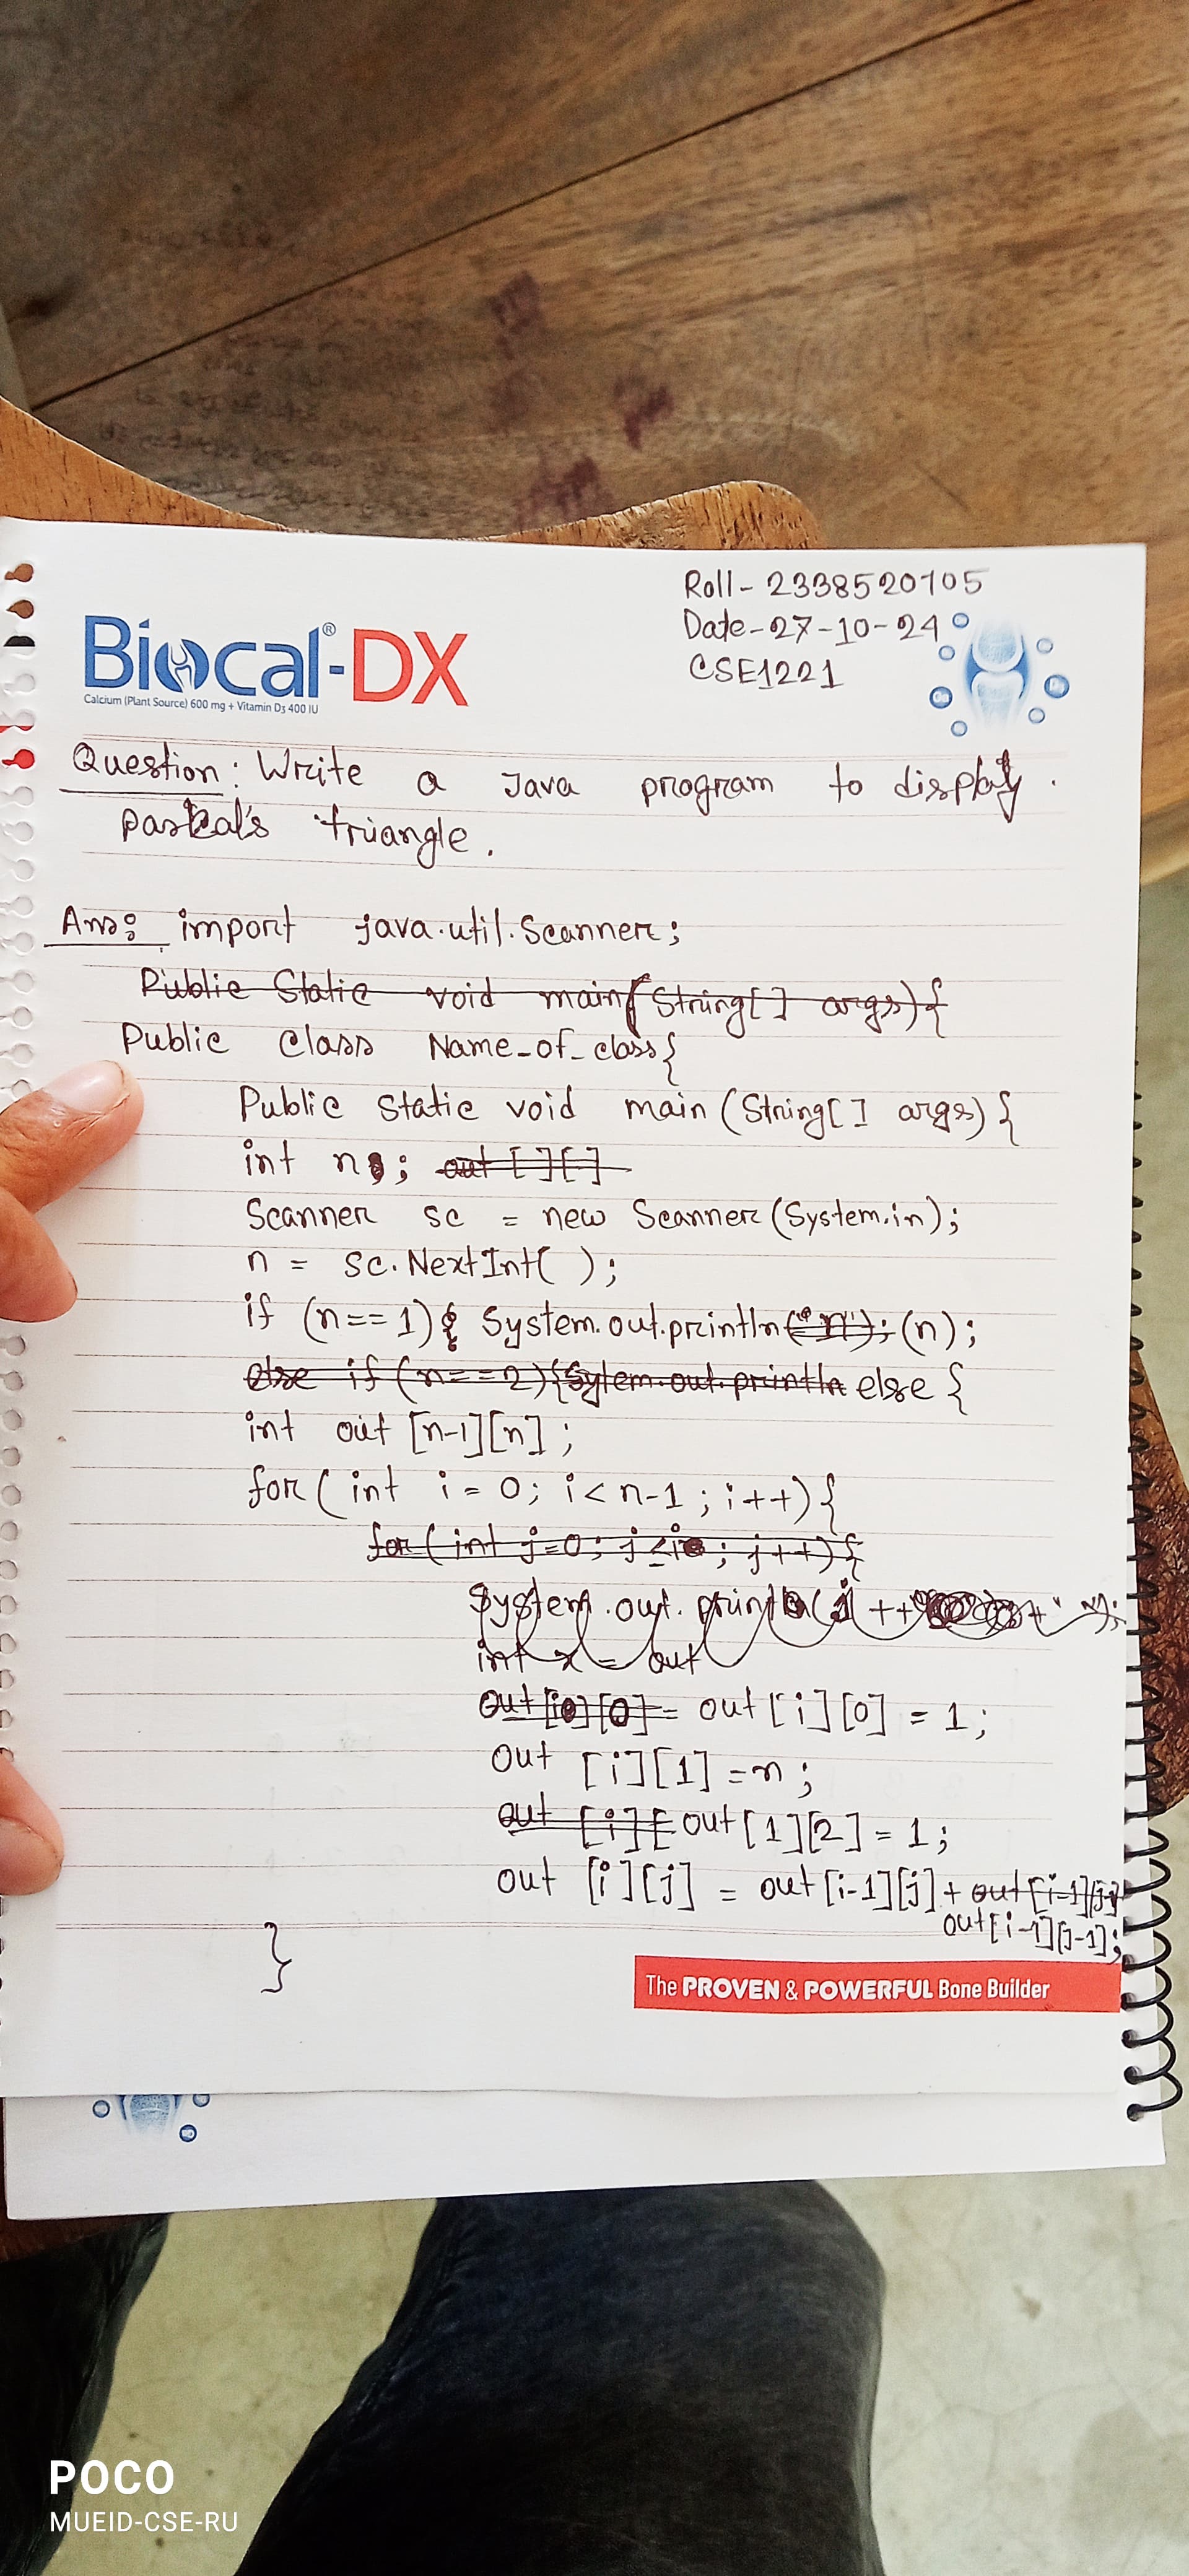 Roll- 2338520105
Date-27-10-24
CSE1221
Biocal®-DX
Calcium (Plant Source) 600 mg + Vitamin D3 400 IU
Question: Write a Java program to display
paskal's triangle.
Ans: import java.util.Scanner;
Public Static void main(String[] args){
Public Class Name_of_class{
Public Static void main (String[] args) {
int n; out [][]
Scanner sc = new Scanner (System.in);
n = sc.NextInt( );
if (n==1){ System.out.println("n"); (n);
else if (n==2){Sytem.out.println else {
int out [n-1][n];
for( int i = 0; i< n-1 ; i++){
for( int j=0; j<=i ; j++){
System.out.println(
int x = out
out[i][0] = out[i][0] = 1;
out [i][1] =n;
out [i][ out[1][2] = 1;
out [i][j] = out[i-1][j]+ out[i-1][j-
out[i-1][j-1];
}
The PROVEN & POWERFUL Bone Builder
POCO
MUEID-CSE-RU